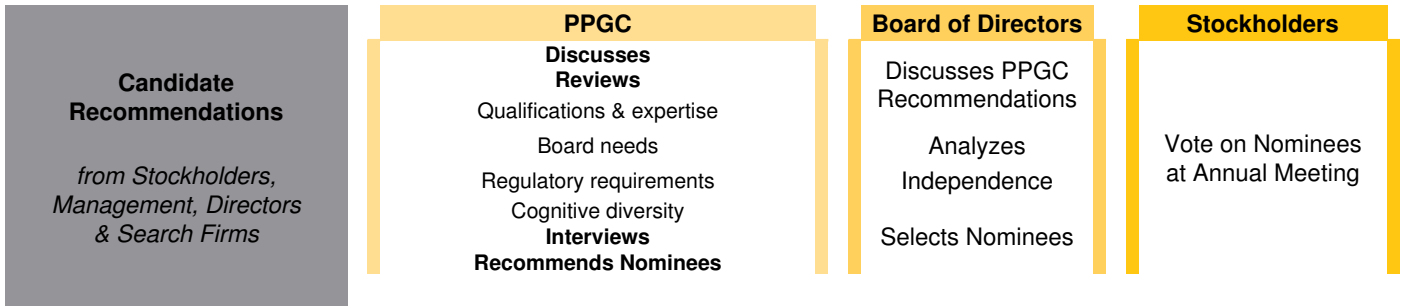 Candidate
Recommendations
from Stockholders,
Management, Directors
& Search Firms
PPGC
Discusses
Reviews
Qualifications & expertise
Board needs
Regulatory requirements
Cognitive diversity
Interviews
Recommends Nominees
Board of Directors
Discusses PPGC
Recommendations
Analyzes
Independence
Selects Nominees
Stockholders
Vote on Nominees
at Annual Meeting